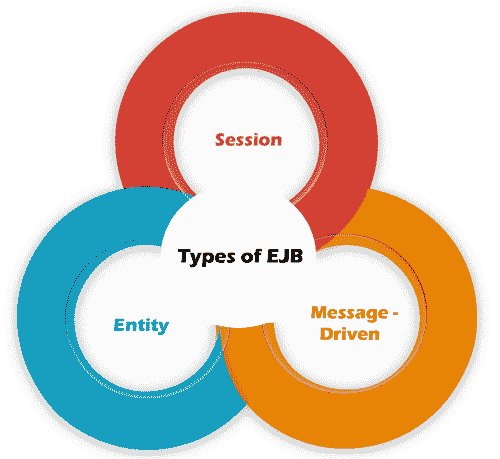 Session
Types of EJB
Entity
Message -
Driven